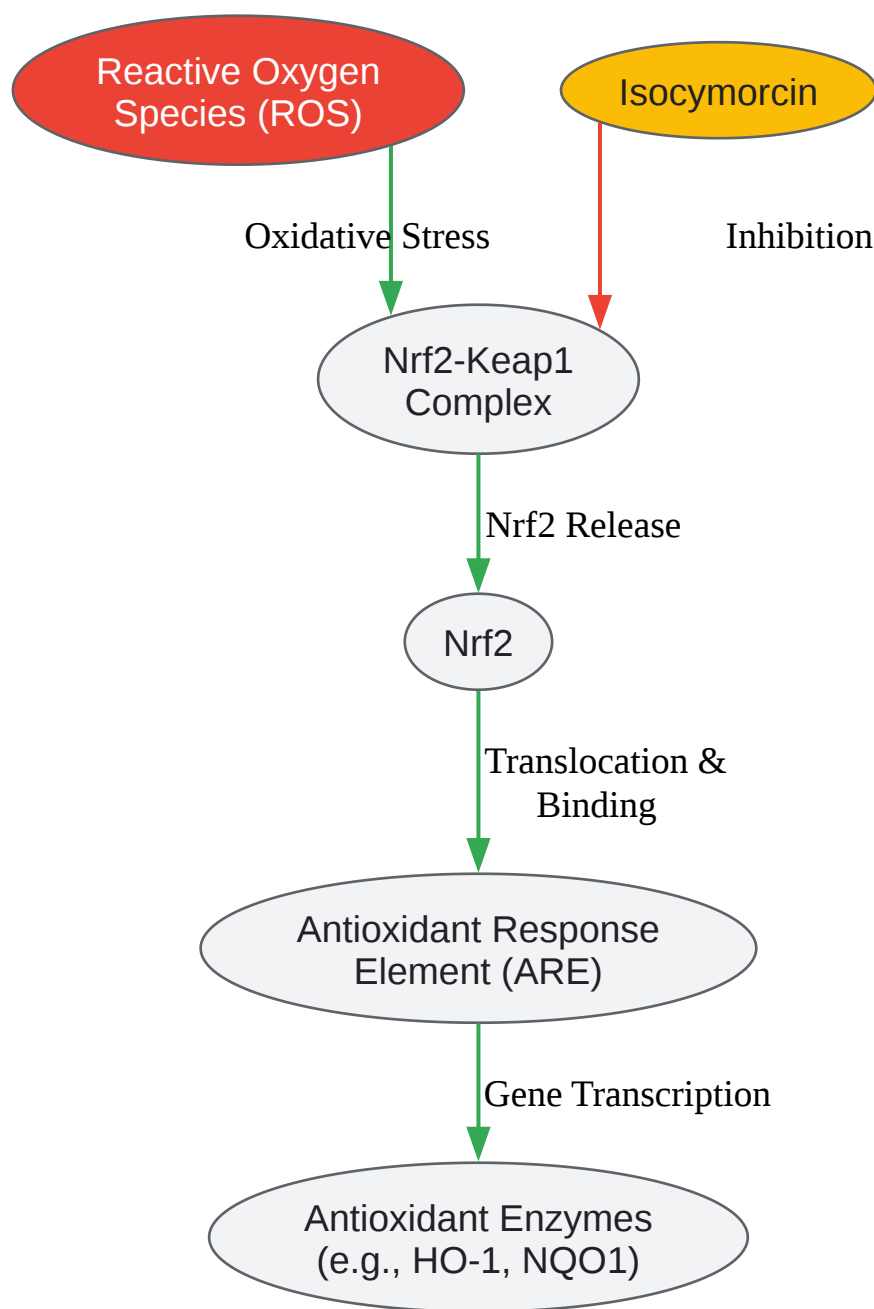 Reactive Oxygen
Species (ROS)
Isocymorcin
Oxidative Stress
Inhibition
Nrf2-Keap1
Complex
Nrf2 Release
Nrf2
Translocation &
Binding
Antioxidant Response
Element (ARE)
Gene Transcription
Antioxidant Enzymes
(e.g., HO-1, NQO1)